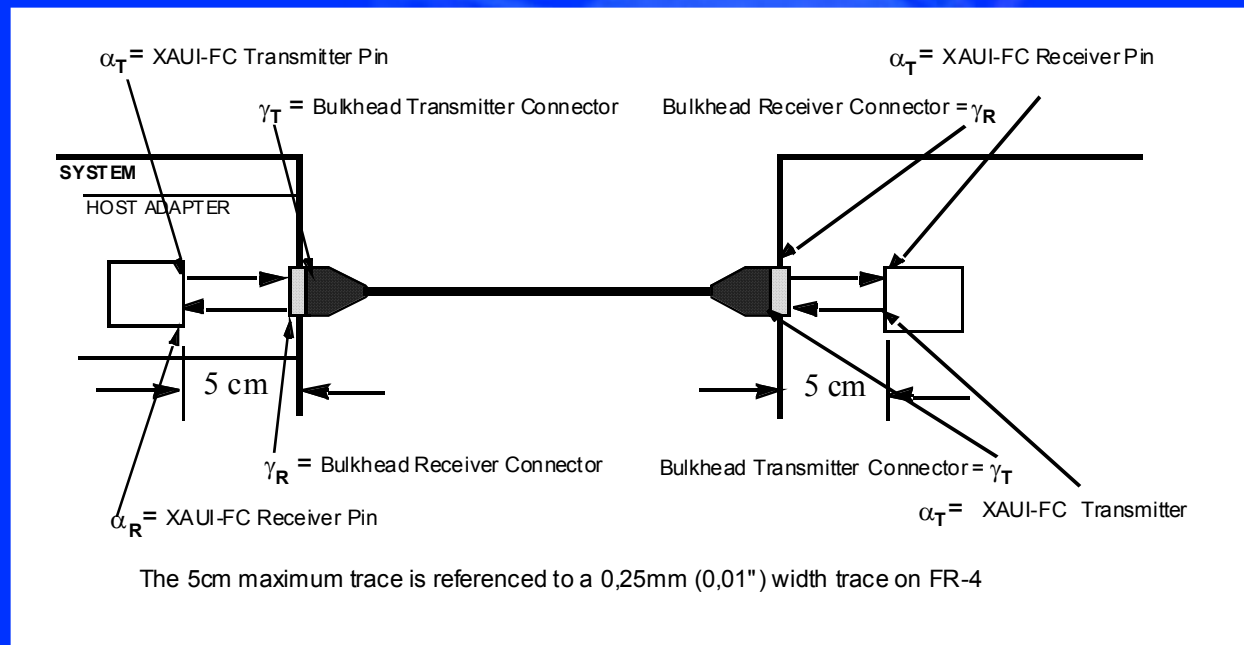 αT = XAUI-FC Transmitter Pin
αT = XAUI-FC Receiver Pin
γT = Bulkhead Transmitter Connector
Bulkhead Receiver Connector = γR
SYSTEM
HOST ADAPTER
5 cm
5 cm
γR = Bulkhead Receiver Connector
Bulkhead Transmitter Connector = γT
αR = XAUI-FC Receiver Pin
αT = XAUI-FC Transmitter
The 5cm maximum trace is referenced to a 0,25mm (0,01") width trace on FR-4